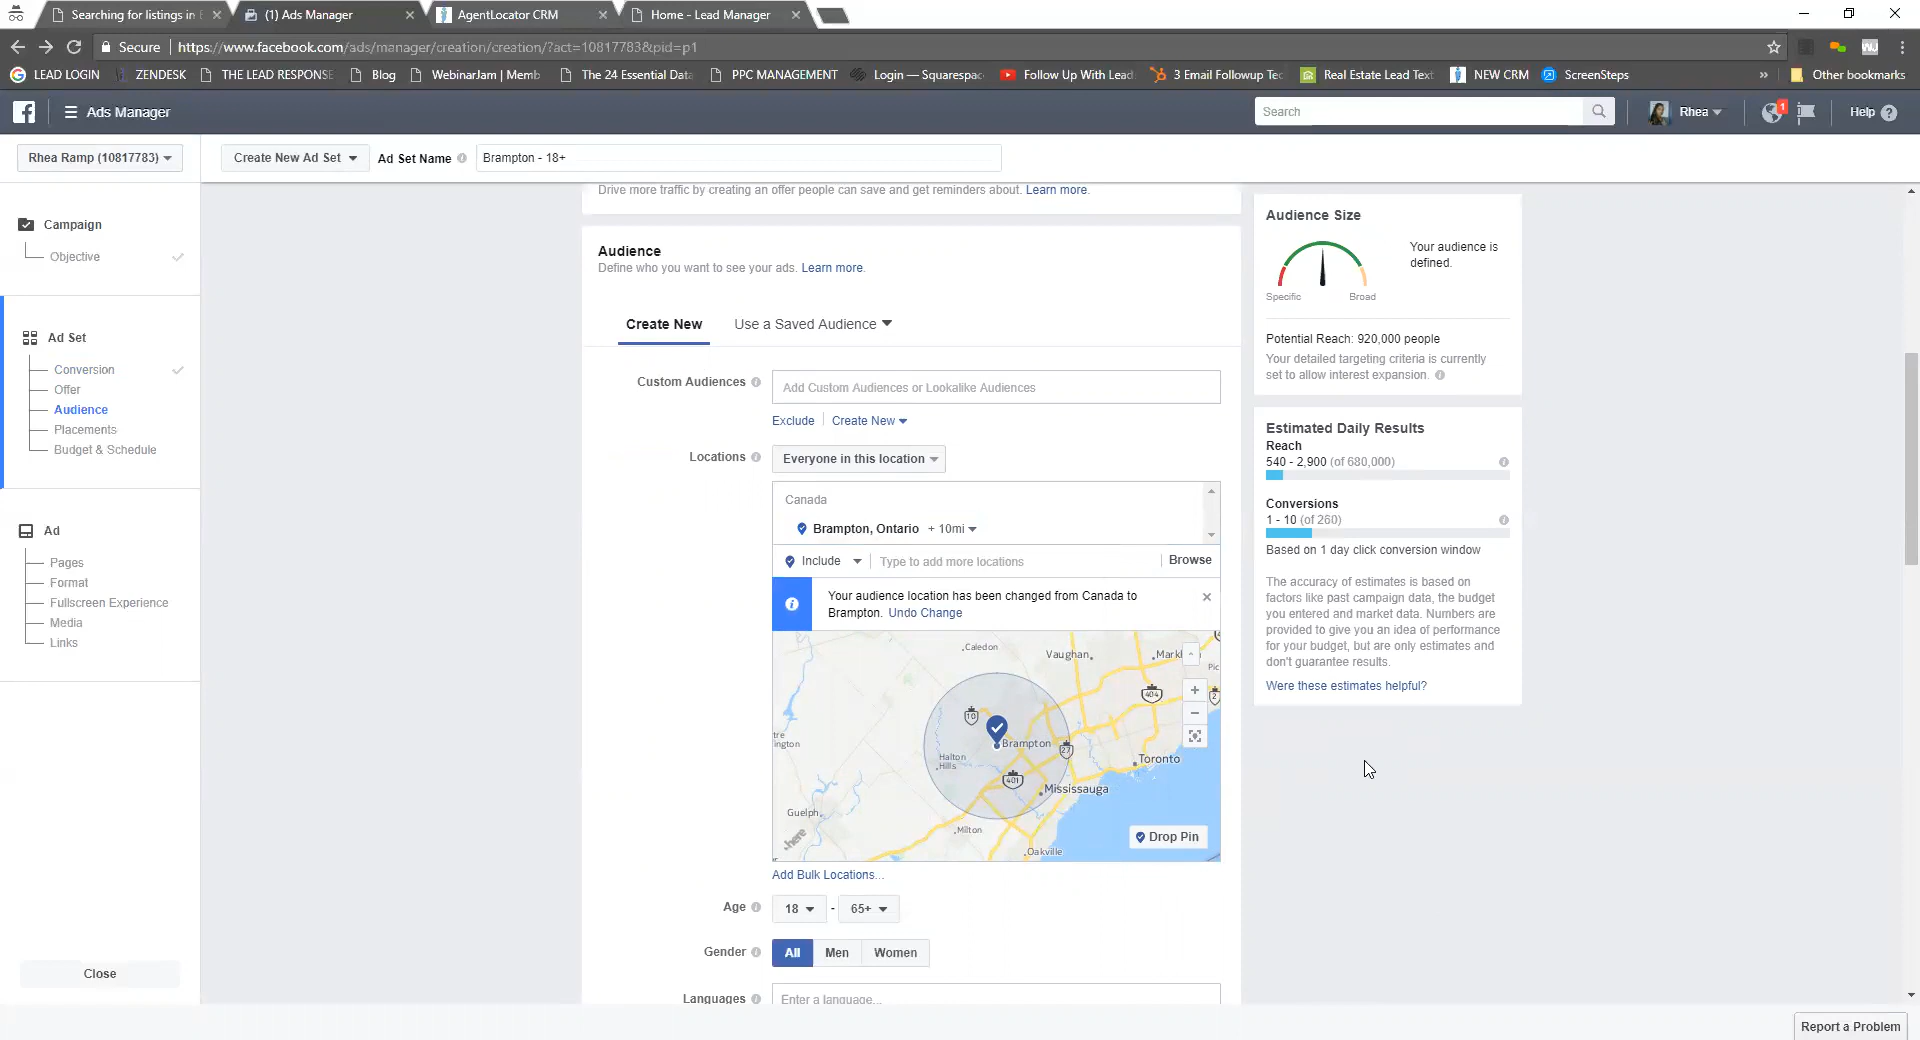 Searching for listings in
(1) Ads Manager
AgentLocator CRM
Home - Lead Manager
Secure
https://www.facebook.com/ads/manager/creation/creation/?act=10817783&pid=p1
LEAD LOGIN
ZENDESK
THE LEAD RESPONSE
Blog
WebinarJam | Memb
The 24 Essential Data
PPC MANAGEMENT
Login — Squarespac
Follow Up With Lead
3 Email Followup Tec
Real Estate Lead Text
NEW CRM
ScreenSteps
»
Other bookmarks
Ads Manager
Search
Rhea
1
Help
Rhea Ramp (10817783)
Create New Ad Set
Ad Set Name
Brampton - 18+
Campaign
Objective
Ad Set
Conversion
Offer
Audience
Placements
Budget & Schedule
Ad
Pages
Format
Fullscreen Experience
Media
Links
Close
Drive more traffic by creating an offer people can save and get reminders about. Learn more.
Audience
Define who you want to see your ads. Learn more.
Create New
Use a Saved Audience
Custom Audiences
Add Custom Audiences or Lookalike Audiences
Exclude
Create New
Locations
Everyone in this location
Canada
Brampton, Ontario + 10mi
Include
Type to add more locations
Browse
Your audience location has been changed from Canada to
Brampton. Undo Change
Caledon
Vaughan
Markh
Pic
404
2
10
tre
ington
Brampton
27
Halton
Hills
Toronto
401
Mississauga
Guelph
here
Milton
Oakville
Drop Pin
Add Bulk Locations...
Age
18 - 65+
Gender
All
Men
Women
Languages
Enter a language...
Audience Size
Your audience is
defined.
Specific
Broad
Potential Reach: 920,000 people
Your detailed targeting criteria is currently
set to allow interest expansion.
Estimated Daily Results
Reach
540 - 2,900 (of 680,000)
Conversions
1 - 10 (of 260)
Based on 1 day click conversion window
The accuracy of estimates is based on
factors like past campaign data, the budget
you entered and market data. Numbers are
provided to give you an idea of performance
for your budget, but are only estimates and
don't guarantee results.
Were these estimates helpful?
Report a Problem